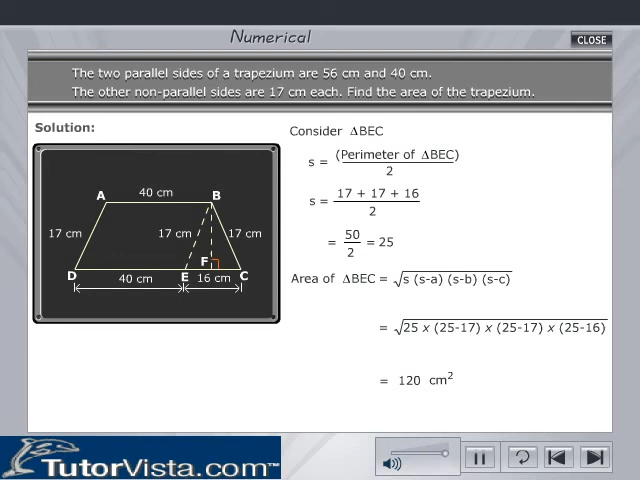 Numerical
CLOSE
The two parallel sides of a trapezium are 56 cm and 40 cm.
The other non-parallel sides are 17 cm each. Find the area of the trapezium.
Solution:
A 40 cm B
17 cm 17 cm 17 cm
D E F C
40 cm 16 cm
Consider ΔBEC
s = (Perimeter of ΔBEC)
2
s = 17 + 17 + 16
2
= 50
2
= 25
Area of ΔBEC = √s (s-a) (s-b) (s-c)
= √25 x (25-17) x (25-17) x (25-16)
= 120 cm²
TutorVista.com™